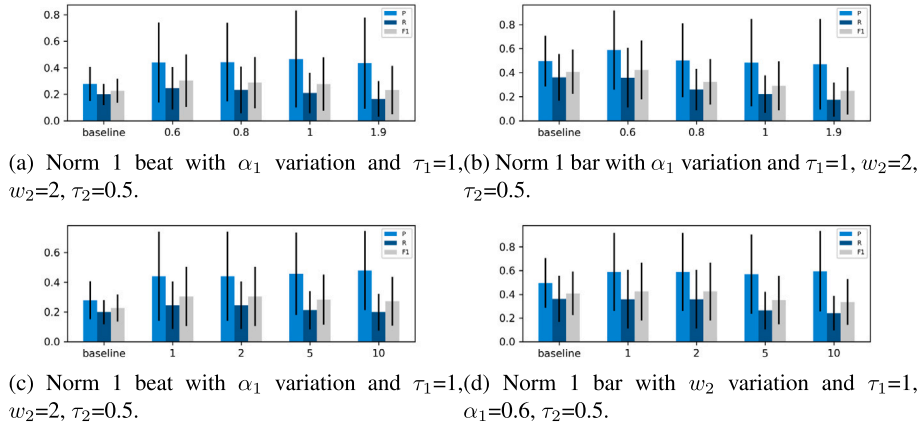 0.8
0.6
0.4
0.2
0.0
baseline 0.6 0.8 1 1.9
P
R
F1
0.8
0.6
0.4
0.2
0.0
baseline 0.6 0.8 1 1.9
P
R
F1
(a) Norm 1 beat with α₁ variation and τ₁=1,
w₂=2, τ₂=0.5.
(b) Norm 1 bar with α₁ variation and τ₁=1, w₂=2,
τ₂=0.5.
0.6
0.4
0.2
0.0
baseline 1 2 5 10
P
R
F1
0.8
0.6
0.4
0.2
0.0
baseline 1 2 5 10
P
R
F1
(c) Norm 1 beat with α₁ variation and τ₁=1,
w₂=2, τ₂=0.5.
(d) Norm 1 bar with w₂ variation and τ₁=1,
α₁=0.6, τ₂=0.5.